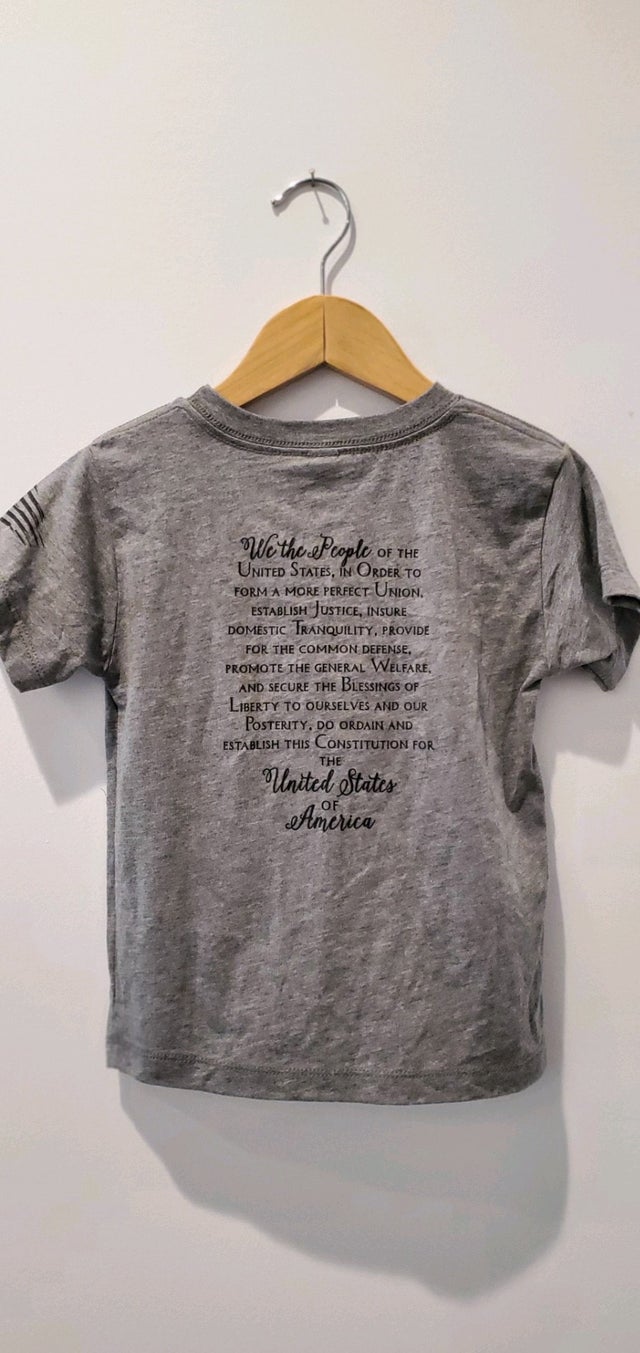 We the People of the
United States, in Order to
form a more perfect Union,
establish Justice, insure
domestic Tranquility, provide
for the common defense,
promote the general Welfare,
and secure the Blessings of
Liberty to ourselves and our
Posterity, do ordain and
establish this Constitution for
the
United States
of
America